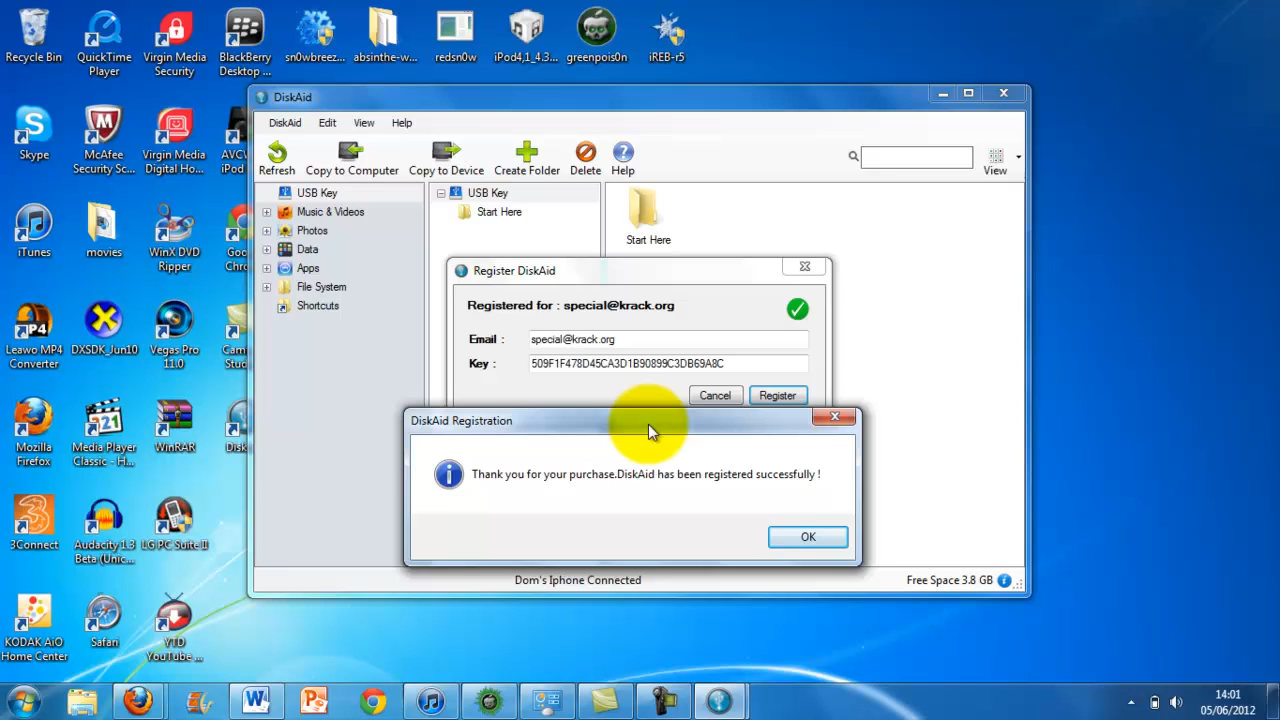 Recycle Bin
QuickTime Player
Virgin Media Security
BlackBerry Desktop ...
sn0wbreez...
absinthe-w...
redsn0w
iPod4,1_4.3...
greenpois0n
iREB-r5
Skype
McAfee Security Sc...
Virgin Media Digital Ho...
AVC
iPod
iTunes
movies
WinX DVD Ripper
Goo
Chro
Leawo MP4 Converter
DXSDK_Jun10
Vegas Pro 11.0
Cam
Stud
Mozilla Firefox
Media Player Classic - H...
WinRAR
Disk
3Connect
Audacity 1.3 Beta (Unic...
LG PC Suite II
KODAK AiO Home Center
Safari
YTD YouTube ...
DiskAid
DiskAid Edit View Help
Refresh Copy to Computer Copy to Device Create Folder Delete Help View
USB Key
Music & Videos
Photos
Data
Apps
File System
Shortcuts
USB Key
Start Here
Start Here
Register DiskAid
Registered for : special@krack.org
Email : special@krack.org
Key : 509F1F478D45CA3D1B90899C3DB69A8C
Cancel Register
DiskAid Registration
Thank you for your purchase.DiskAid has been registered successfully !
OK
Dom's Iphone Connected
Free Space 3.8 GB
14:01
05/06/2012